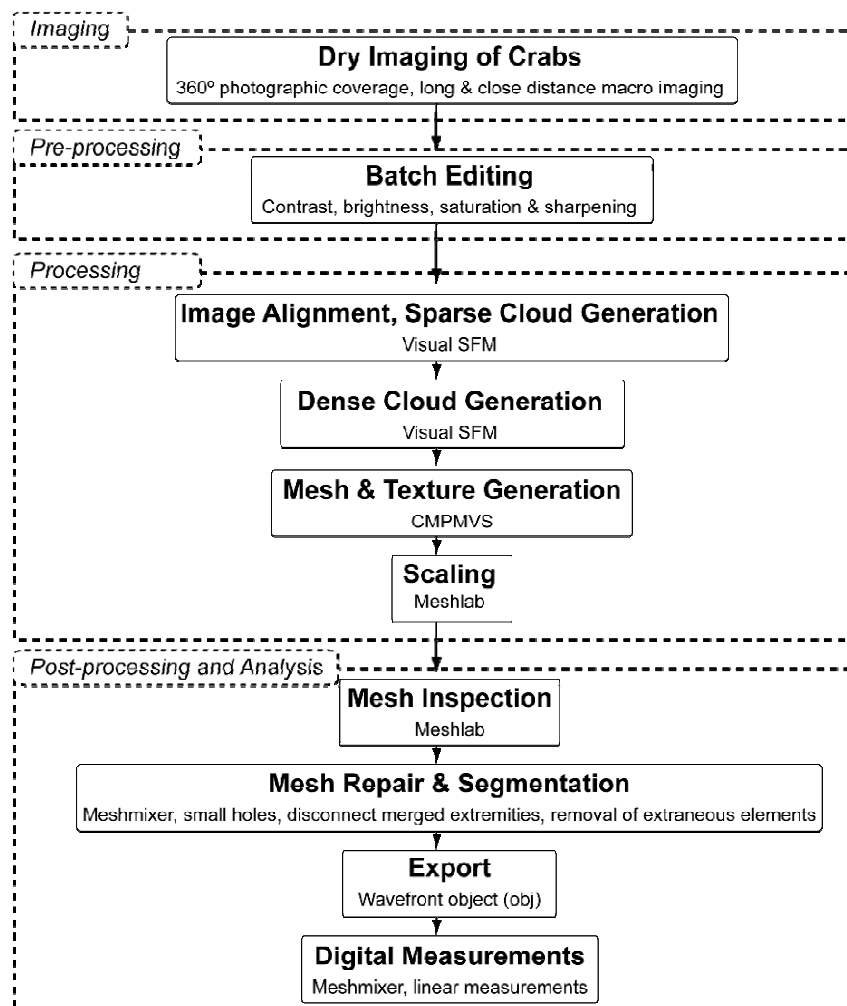 Imaging
Dry Imaging of Crabs
360º photographic coverage, long & close distance macro imaging
Pre-processing
Batch Editing
Contrast, brightness, saturation & sharpening
Processing
Image Alignment, Sparse Cloud Generation
Visual SFM
Dense Cloud Generation
Visual SFM
Mesh & Texture Generation
CMPMVS
Scaling
Meshlab
Post-processing and Analysis
Mesh Inspection
Meshlab
Mesh Repair & Segmentation
Meshmixer, small holes, disconnect merged extremities, removal of extraneous elements
Export
Wavefront object (obj)
Digital Measurements
Meshmixer, linear measurements